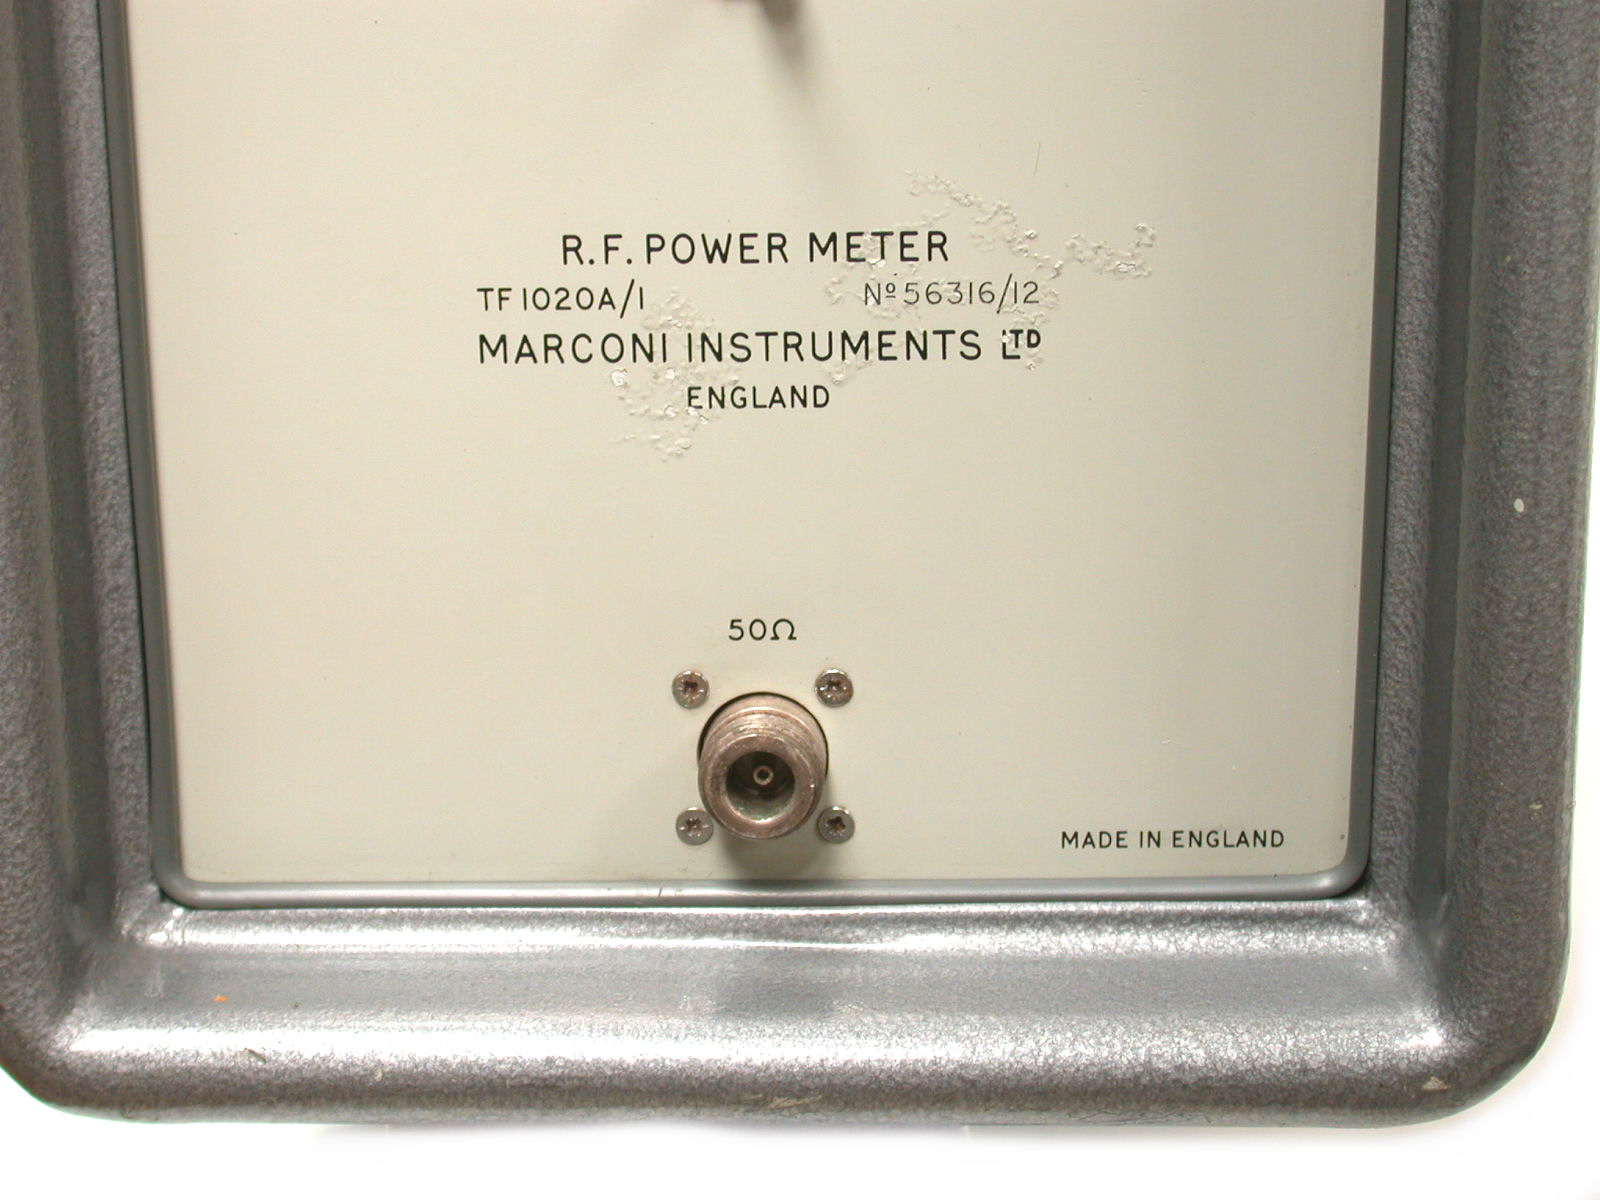 R.F. POWER METER
TF 1020A/1 Nº 56316/12
MARCONI INSTRUMENTS LTD
ENGLAND
50Ω
MADE IN ENGLAND